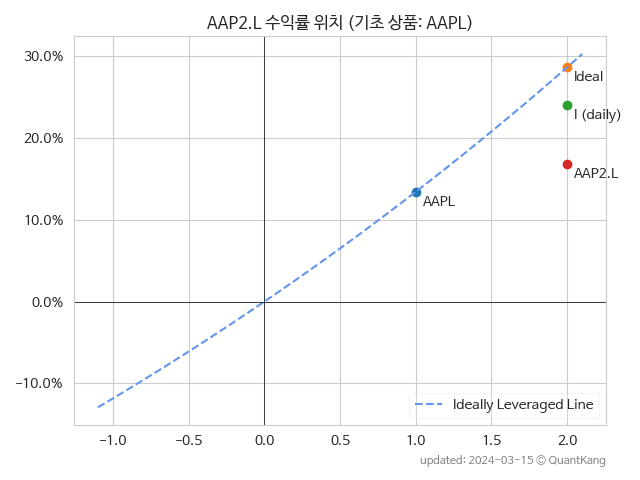 AAP2.L 수익률 위치 (기초 상품: AAPL)
30.0%
20.0%
10.0%
0.0%
−10.0%
Ideal
I (daily)
AAP2.L
AAPL
Ideally Leveraged Line
−1.0 −0.5 0.0 0.5 1.0 1.5 2.0
updated: 2024-03-15 © QuantKang